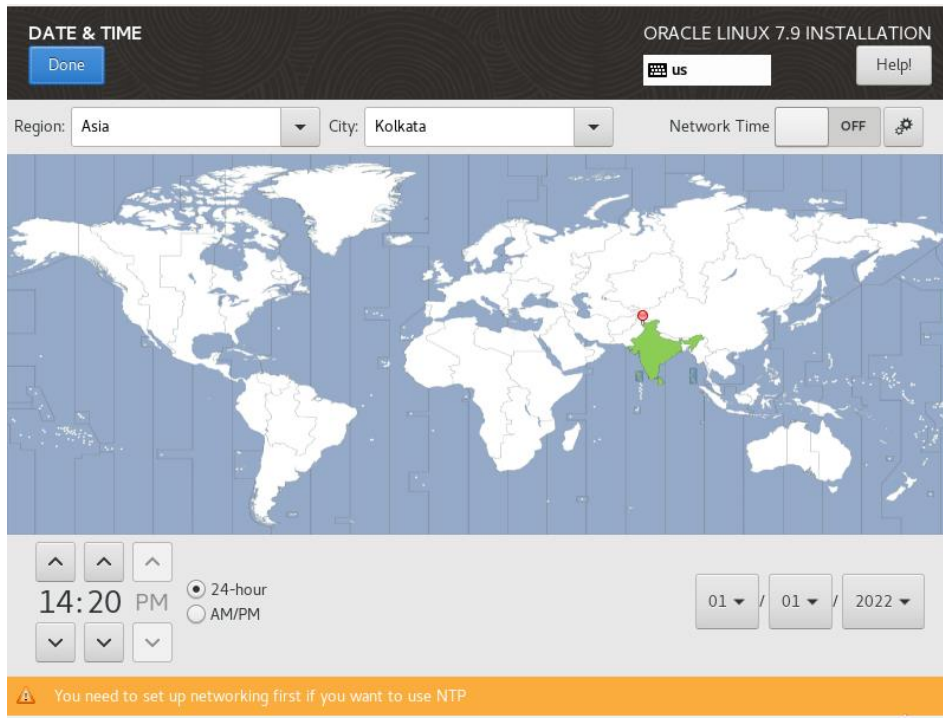 DATE & TIME
ORACLE LINUX 7.9 INSTALLATION
Done
us
Help!
Region: Asia City: Kolkata Network Time OFF
14:20 PM
24-hour
AM/PM
01 / 01 / 2022
You need to set up networking first if you want to use NTP